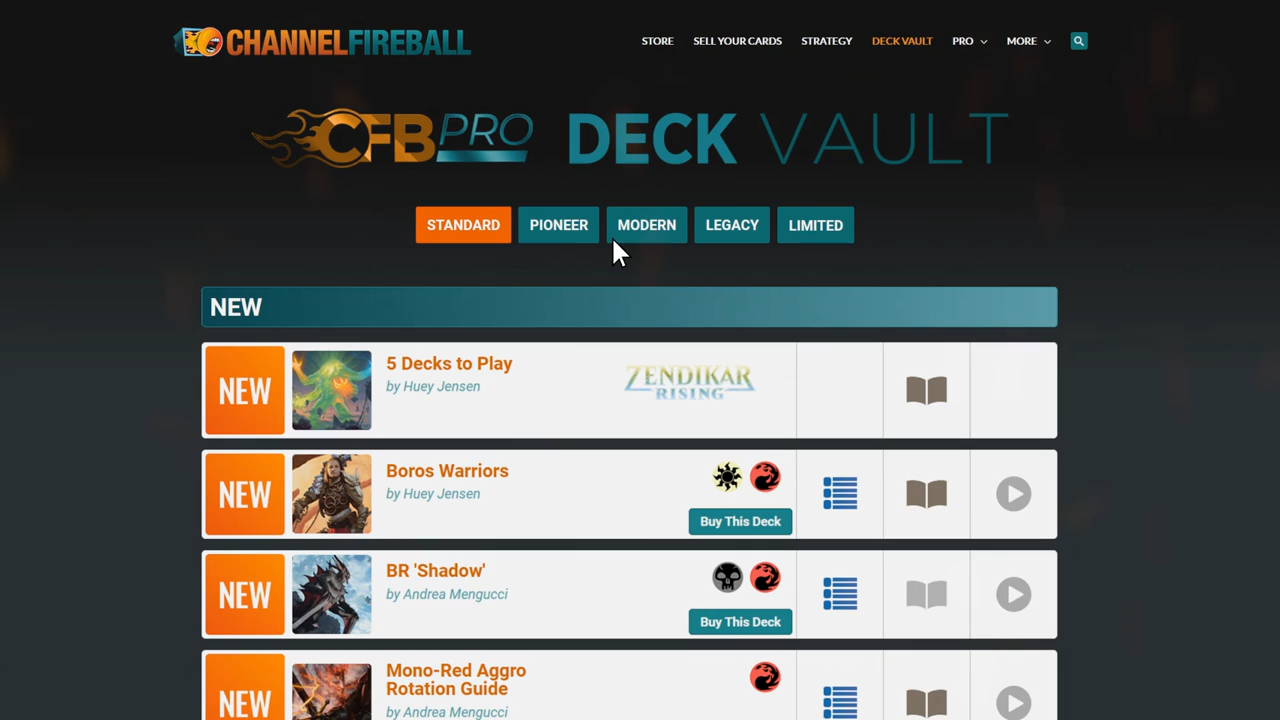 CHANNELFIREBALL
STORE SELL YOUR CARDS STRATEGY DECK VAULT PRO MORE
CFB PRO DECK VAULT
STANDARD PIONEER MODERN LEGACY LIMITED
NEW
NEW
5 Decks to Play
by Huey Jensen
ZENDIKAR
RISING
NEW
Boros Warriors
by Huey Jensen
Buy This Deck
NEW
BR 'Shadow'
by Andrea Mengucci
Buy This Deck
NEW
Mono-Red Aggro
Rotation Guide
by Andrea Mengucci